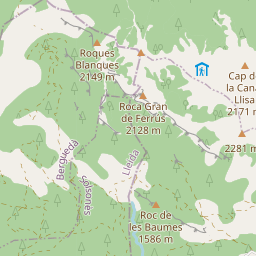 Roques
Blanques
2149 m
Cap de
la Cana
Llisa
2171 m
Roca Gran
de Ferrús
2128 m
2281 m
Berguedà
Lleida
Solsonès
Roc de
les Baumes
1586 m